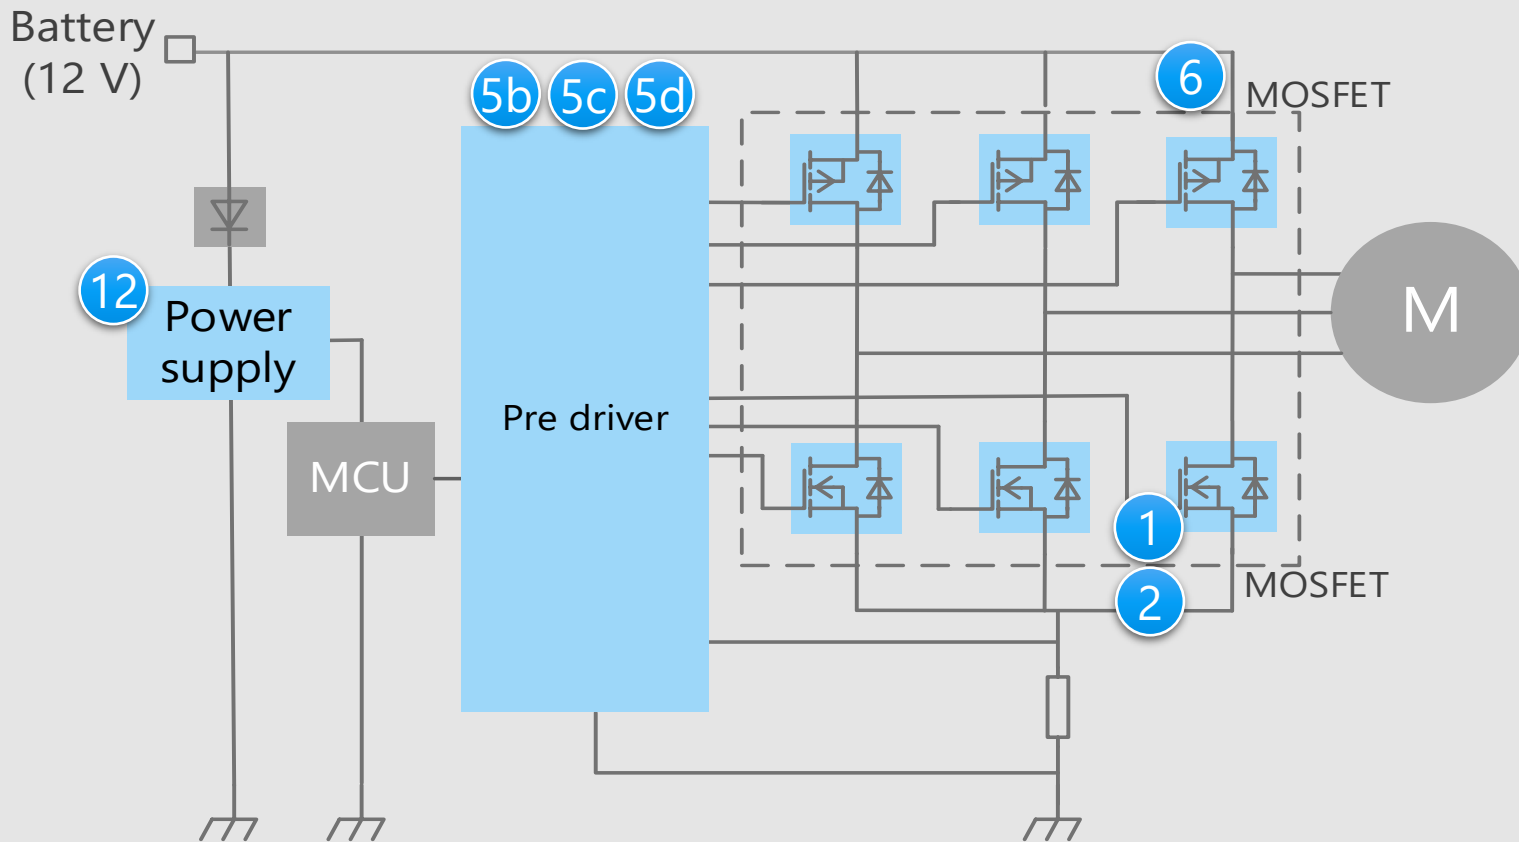 Battery
(12 V)
5b 5c 5d
6
MOSFET
12
Power
supply
M
Pre driver
MCU
1
MOSFET
2